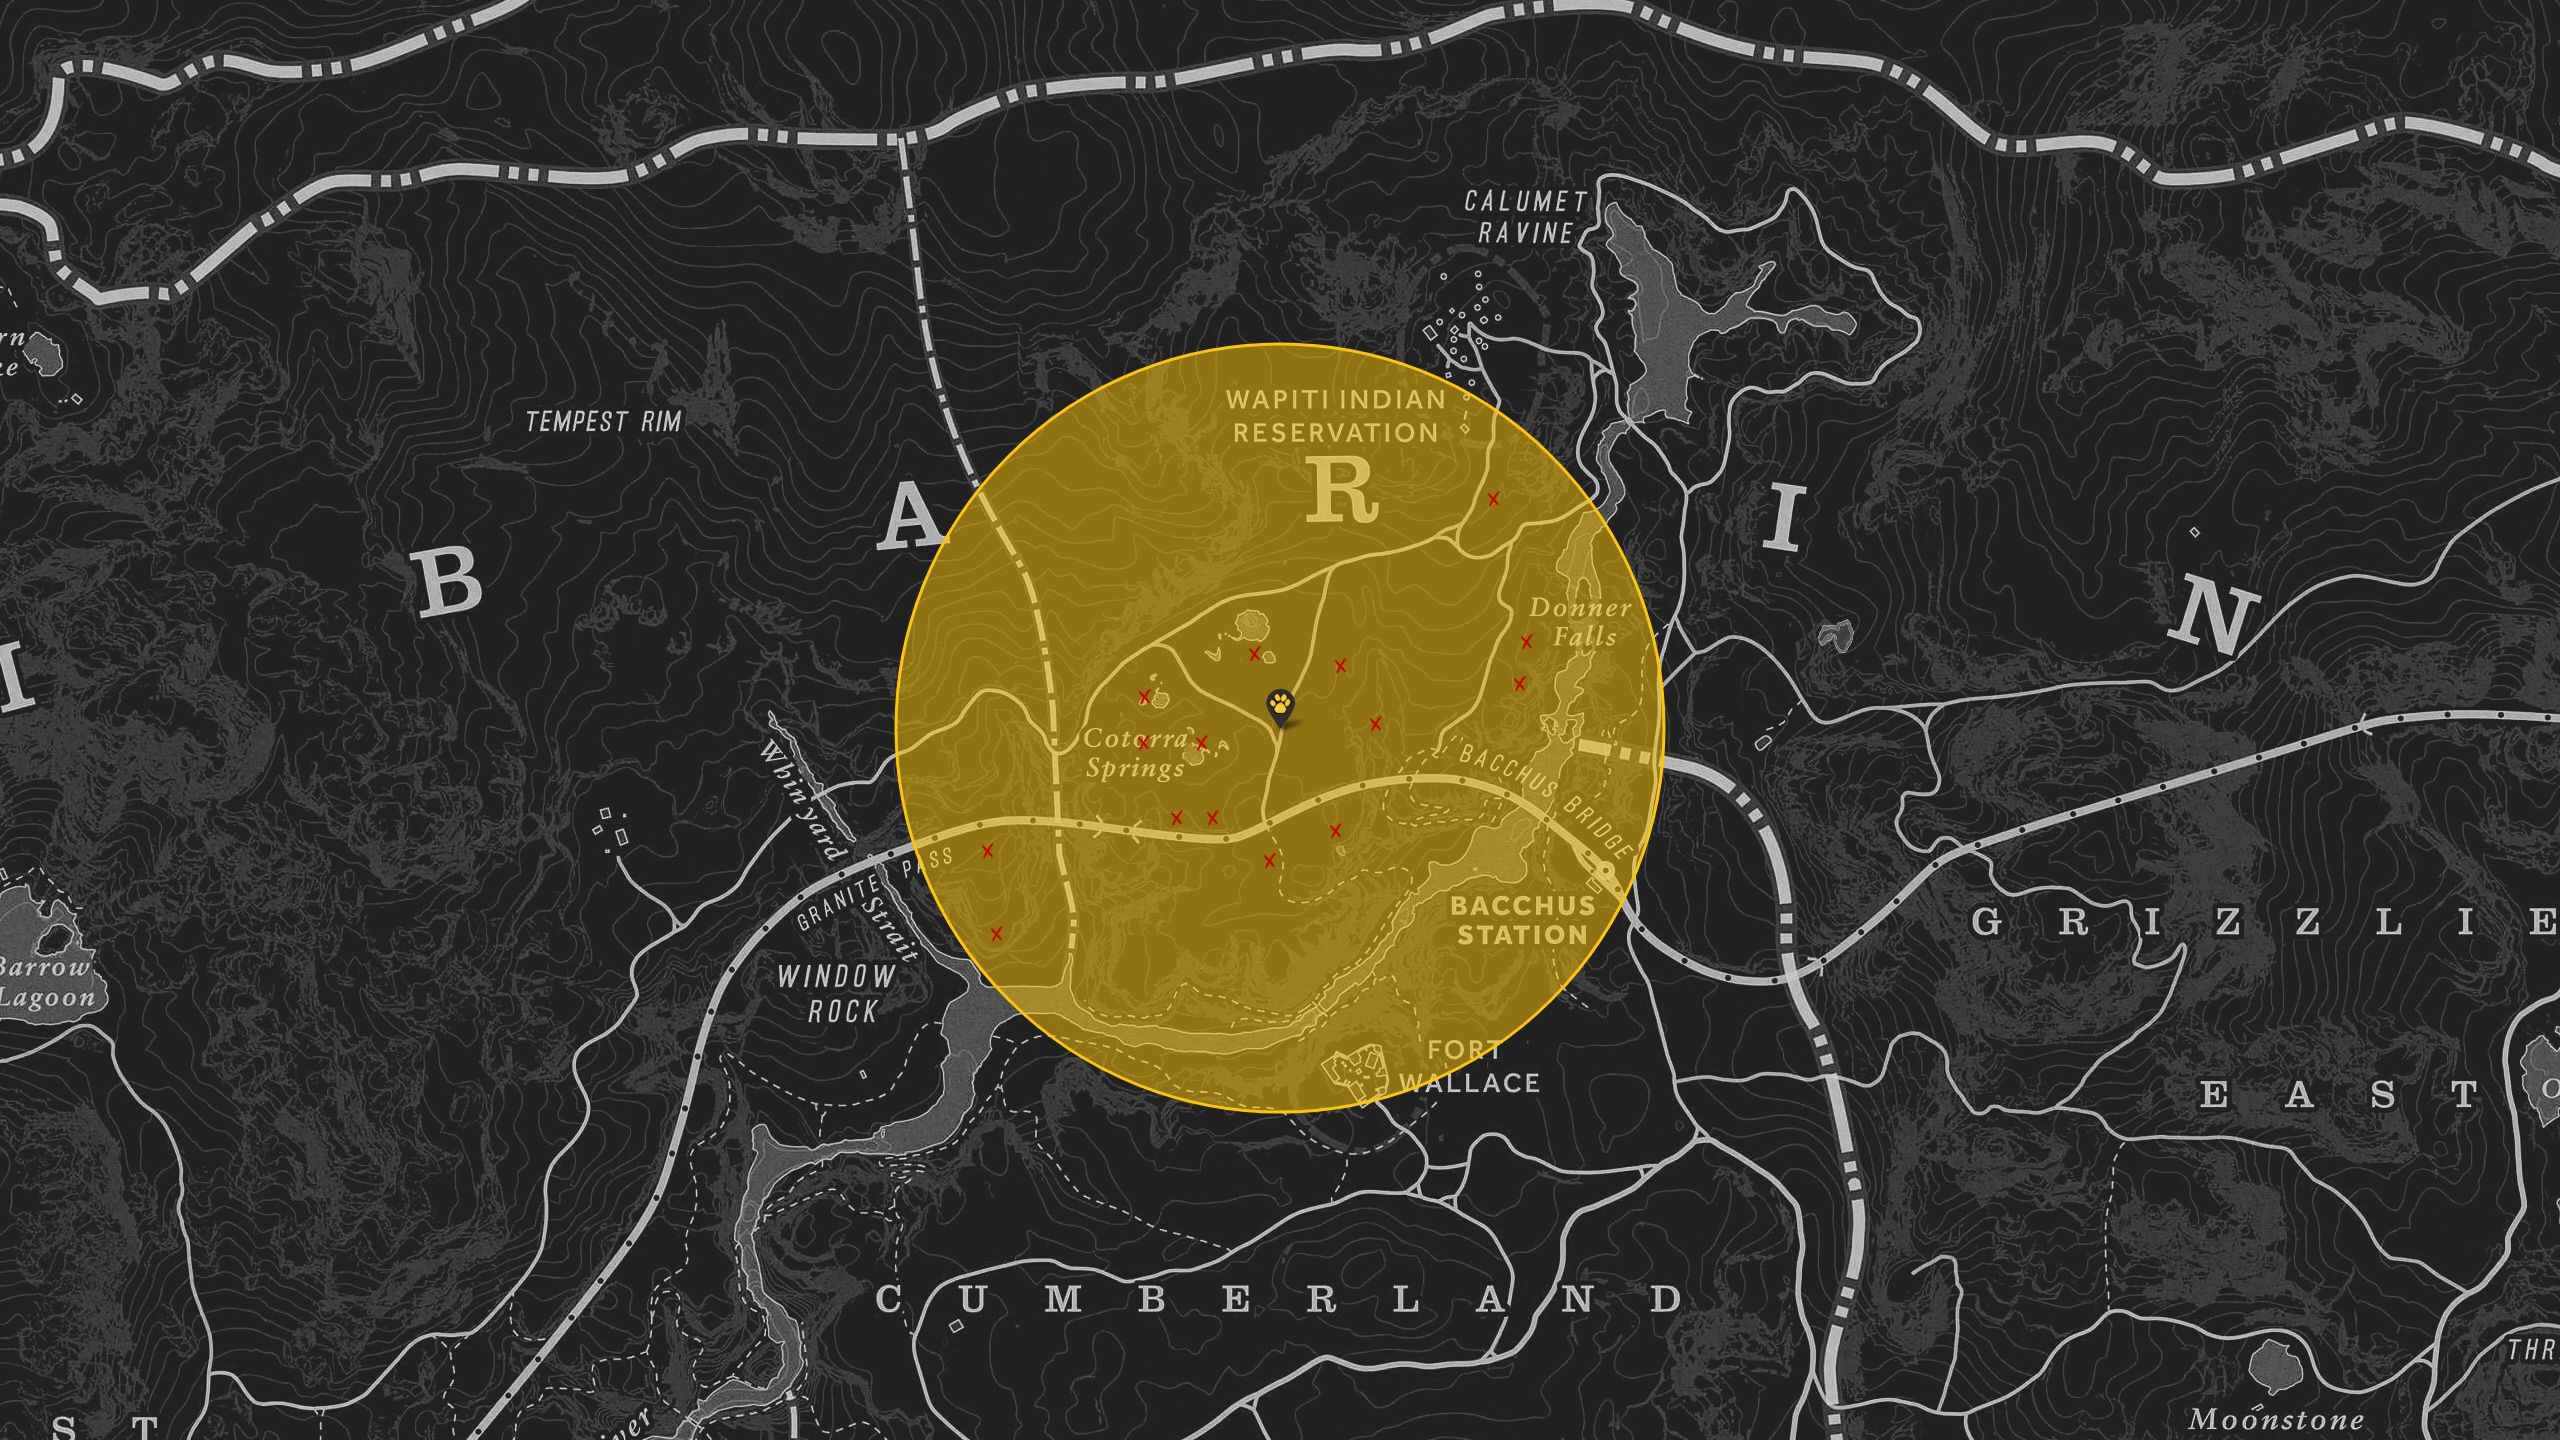 CALUMET
RAVINE
rn
ke
TEMPEST RIM
WAPITI INDIAN
RESERVATION
I
B
A
R
I
N
Donner
Falls
Cotorra
Springs
Whinyard
Strait
BACCHUS BRIDGE
GRANITE PASS
BACCHUS
STATION
GRIZZLIE
Barrow
Lagoon
WINDOW
ROCK
FORT
WALLACE
EAST
O
CUMBERLAND
THR
ST
iver
Moonstone